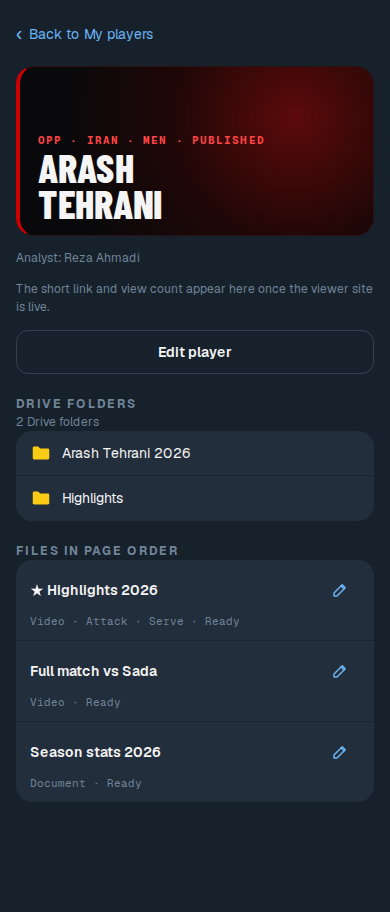 ‹ Back to My players
OPP · IRAN · MEN · PUBLISHED
ARASH
TEHRANI
Analyst: Reza Ahmadi
The short link and view count appear here once the viewer site
is live.
Edit player
DRIVE FOLDERS
2 Drive folders
Arash Tehrani 2026
Highlights
FILES IN PAGE ORDER
★ Highlights 2026
Video · Attack · Serve · Ready
Full match vs Sada
Video · Ready
Season stats 2026
Document · Ready